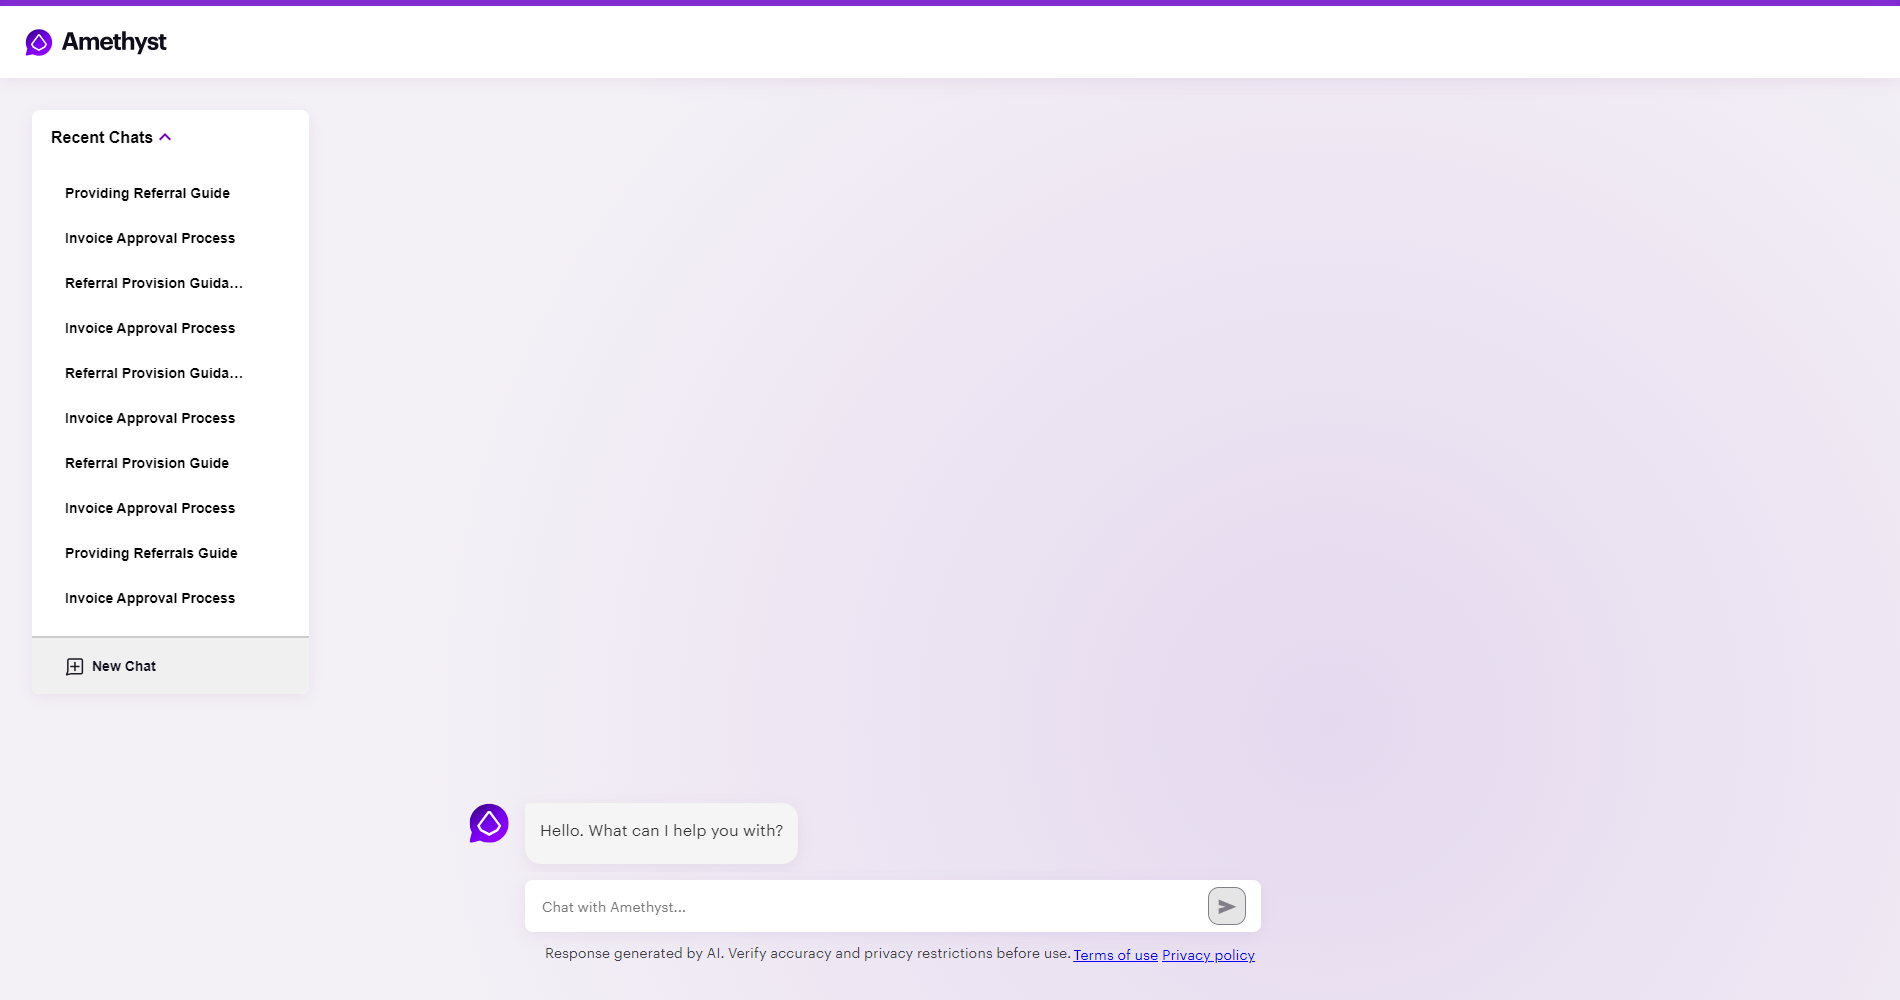 Amethyst
Recent Chats
Providing Referral Guide
Invoice Approval Process
Referral Provision Guida...
Invoice Approval Process
Referral Provision Guida...
Invoice Approval Process
Referral Provision Guide
Invoice Approval Process
Providing Referrals Guide
Invoice Approval Process
New Chat
Hello. What can I help you with?
Chat with Amethyst...
Response generated by AI. Verify accuracy and privacy restrictions before use. Terms of use Privacy policy